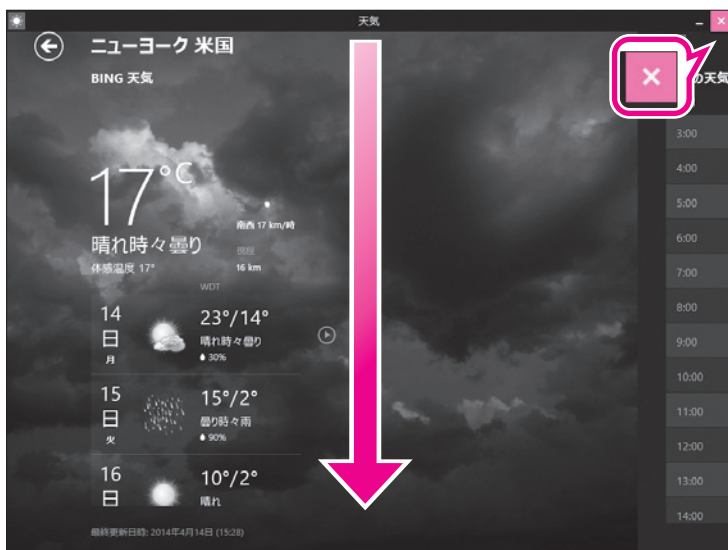 天気
ニューヨーク 米国
BING 天気
の天気
17°C
晴れ時々曇り
体感温度 17°
南西 17 km/時
視程
16 km
WDT
14
日
月
23°/14°
晴れ時々曇り
30%
15
日
火
15°/2°
曇り時々雨
90%
16
日
10°/2°
晴れ
最終更新日時: 2014年4月14日 (15:28)
3:00
4:00
5:00
6:00
7:00
8:00
9:00
10:00
11:00
12:00
13:00
14:00